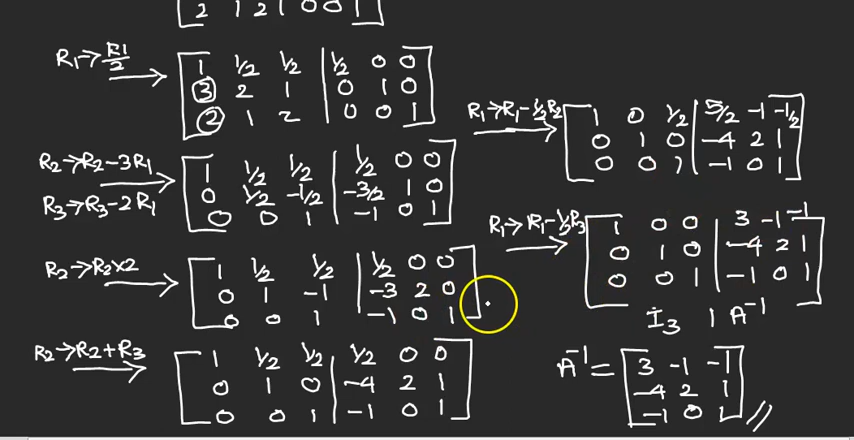 2 1 2 | 0 0 1
R1→R1/2 [1 1/2 1/2 | 1/2 0 0
3 2 1 | 0 1 0
2 1 2 | 0 0 1]
R2→R2-3R1
R3→R3-2R1 [1 1/2 1/2 | 1/2 0 0
0 1/2 -1/2 | -3/2 1 0
0 0 1 | -1 0 1]
R2→R2×2 [1 1/2 1/2 | 1/2 0 0
0 1 -1 | -3 2 0
0 0 1 | -1 0 1]
R2→R2+R3 [1 1/2 1/2 | 1/2 0 0
0 1 0 | -4 2 1
0 0 1 | -1 0 1]
R1→R1-1/2R2 [1 0 1/2 | 5/2 -1 -1/2
0 1 0 | -4 2 1
0 0 1 | -1 0 1]
R1→R1-1/2R3 [1 0 0 | 3 -1 -1
0 1 0 | -4 2 1
0 0 1 | -1 0 1]
I3 | A⁻¹
A⁻¹ = [3 -1 -1
-4 2 1
-1 0 1] //